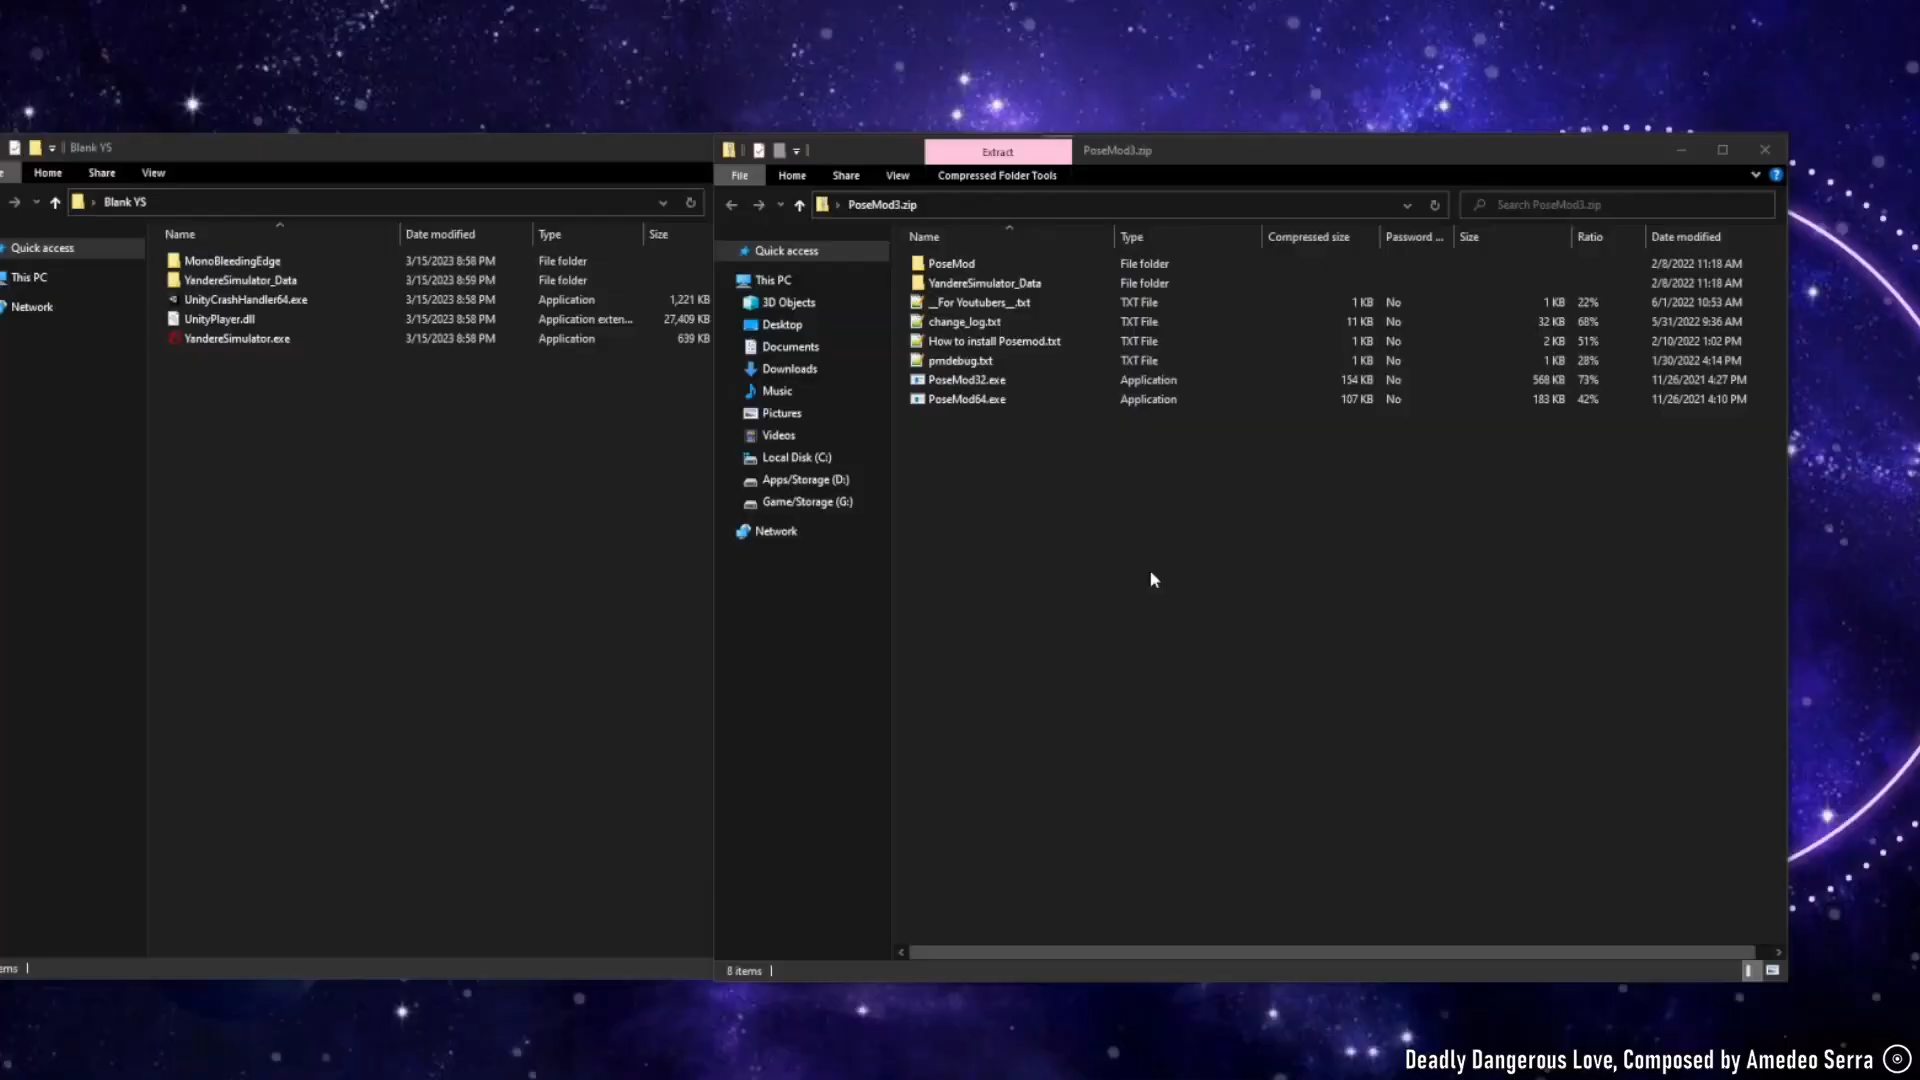 Blank YS
e Home Share View
Blank YS
Name Date modified Type Size
Quick access
This PC
Network
MonoBleedingEdge 3/15/2023 8:58 PM File folder
YandereSimulator_Data 3/15/2023 8:59 PM File folder
UnityCrashHandler64.exe 3/15/2023 8:58 PM Application 1,221 KB
UnityPlayer.dll 3/15/2023 8:58 PM Application exten... 27,409 KB
YandereSimulator.exe 3/15/2023 8:58 PM Application 639 KB
ems
Extract PoseMod3.zip
File Home Share View Compressed Folder Tools
PoseMod3.zip Search PoseMod3.zip
Name Type Compressed size Password ... Size Ratio Date modified
Quick access
This PC
3D Objects
Desktop
Documents
Downloads
Music
Pictures
Videos
Local Disk (C:)
Apps/Storage (D:)
Game/Storage (G:)
Network
PoseMod File folder 2/8/2022 11:18 AM
YandereSimulator_Data File folder 2/8/2022 11:18 AM
__For Youtubers__.txt TXT File 1 KB No 1 KB 22% 6/1/2022 10:53 AM
change_log.txt TXT File 11 KB No 32 KB 68% 5/31/2022 9:36 AM
How to install Posemod.txt TXT File 1 KB No 2 KB 51% 2/10/2022 1:02 PM
pmdebug.txt TXT File 1 KB No 1 KB 28% 1/30/2022 4:14 PM
PoseMod32.exe Application 154 KB No 568 KB 73% 11/26/2021 4:27 PM
PoseMod64.exe Application 107 KB No 183 KB 42% 11/26/2021 4:10 PM
8 items
Deadly Dangerous Love, Composed by Amedeo Serra